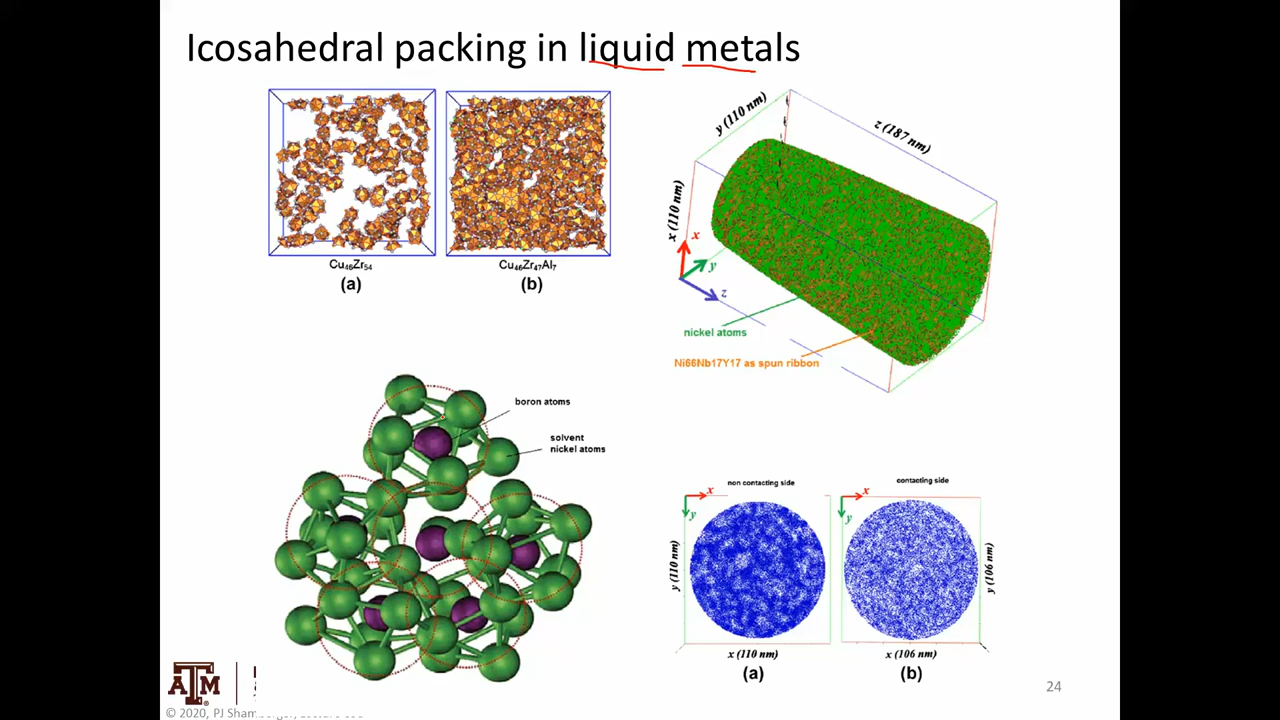 Icosahedral packing in liquid metals
Cu46Zr54
Cu46Zr47Al7
(a)
(b)
y (110 nm)
z (187 nm)
x (110 nm)
x
y
z
nickel atoms
Ni66Nb17Y17 as spun ribbon
boron atoms
solvent
nickel atoms
non contacting side
contacting side
x
x
y
y
y (110 nm)
y (106 nm)
x (110 nm)
x (106 nm)
(a)
(b)
ATM
24
© 2020, PJ